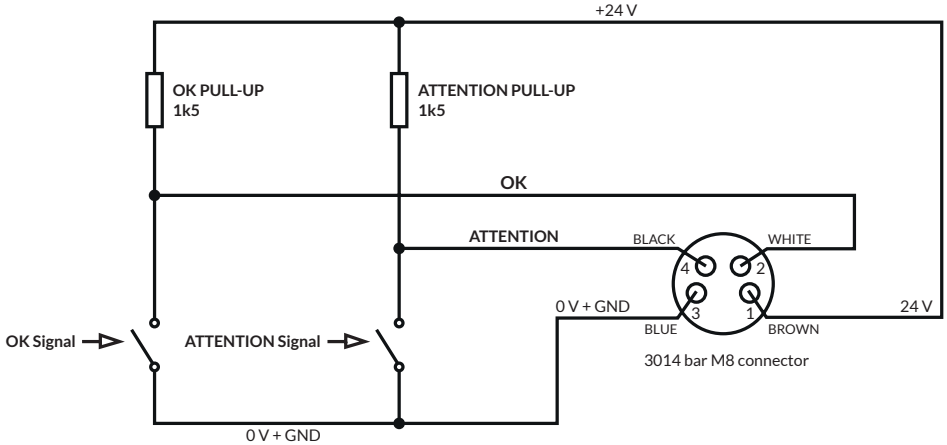 +24 V
OK PULL-UP
1k5
ATTENTION PULL-UP
1k5
OK
ATTENTION
BLACK
WHITE
4
2
3
1
0 V + GND
24 V
BLUE
BROWN
OK Signal
ATTENTION Signal
3014 bar M8 connector
0 V + GND